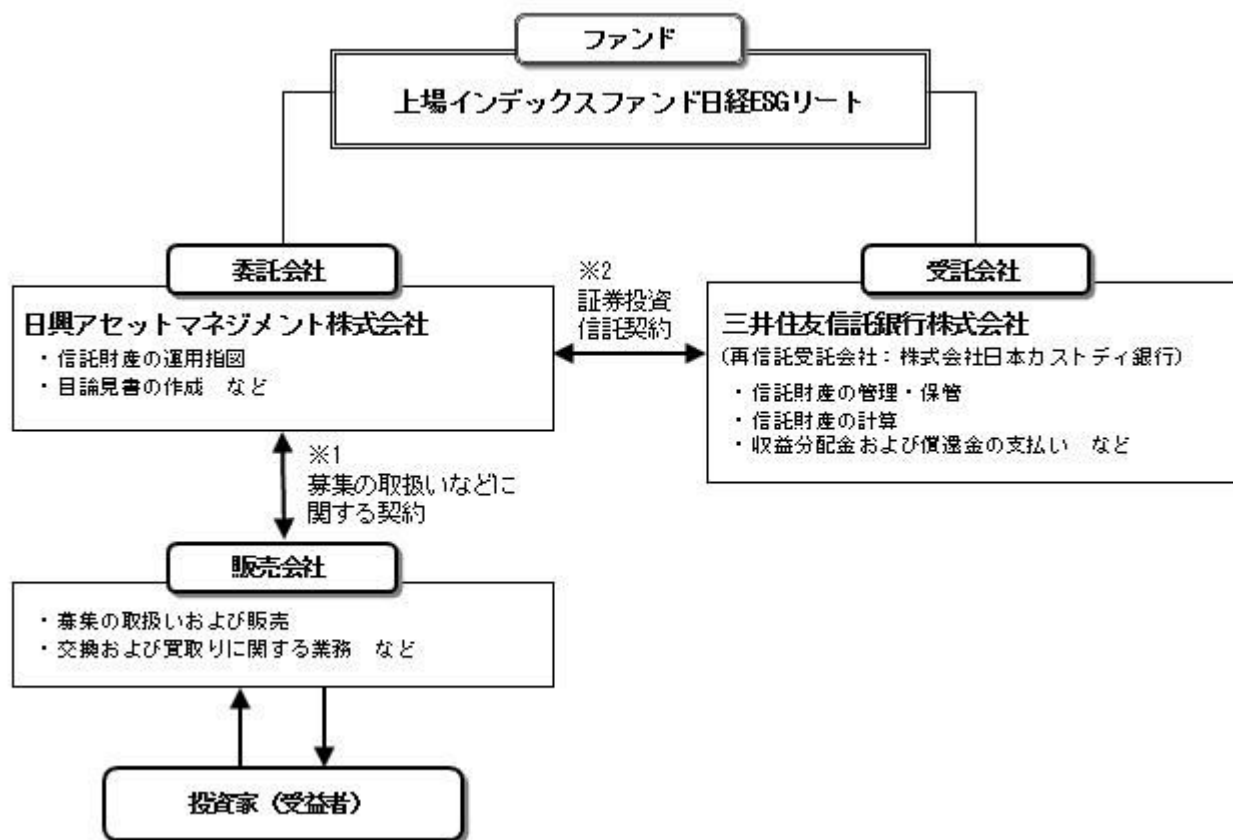 ファンド
上場インデックスファンド日経ESGリート
委託会社
日興アセットマネジメント株式会社
・信託財産の運用指図
・目論見書の作成 など
※2
証券投資
信託契約
受託会社
三井住友信託銀行株式会社
(再信託受託会社：株式会社日本カストディ銀行)
・信託財産の管理・保管
・信託財産の計算
・収益分配金および償還金の支払い など
※1
募集の取扱いなどに
関する契約
販売会社
・募集の取扱いおよび販売
・交換および買取りに関する業務 など
投資家（受益者）